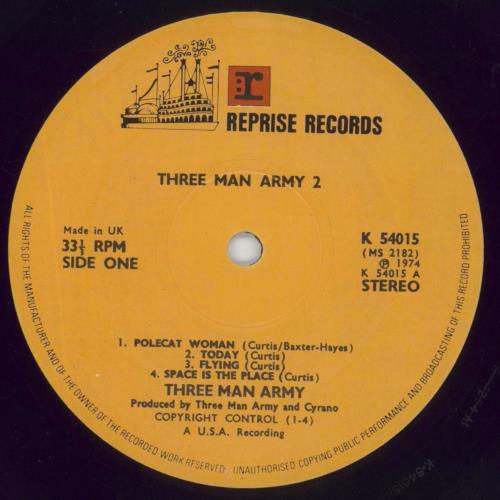 r
REPRISE RECORDS
THREE MAN ARMY 2
Made in UK
33⅓ RPM
SIDE ONE
K 54015
(MS 2182)
Ⓟ 1974
K 54015 A
STEREO
1. POLECAT WOMAN (Curtis/Baxter-Hayes)
2. TODAY (Curtis)
3. FLYING (Curtis)
4. SPACE IS THE PLACE (Curtis)
THREE MAN ARMY
Produced by Three Man Army and Cyrano
COPYRIGHT CONTROL (1-4)
A U.S.A. Recording
ALL RIGHTS OF THE MANUFACTURER AND OF THE OWNER OF THE RECORDED WORK RESERVED. UNAUTHORISED COPYING PUBLIC PERFORMANCE AND BROADCASTING OF THIS RECORD PROHIBITED